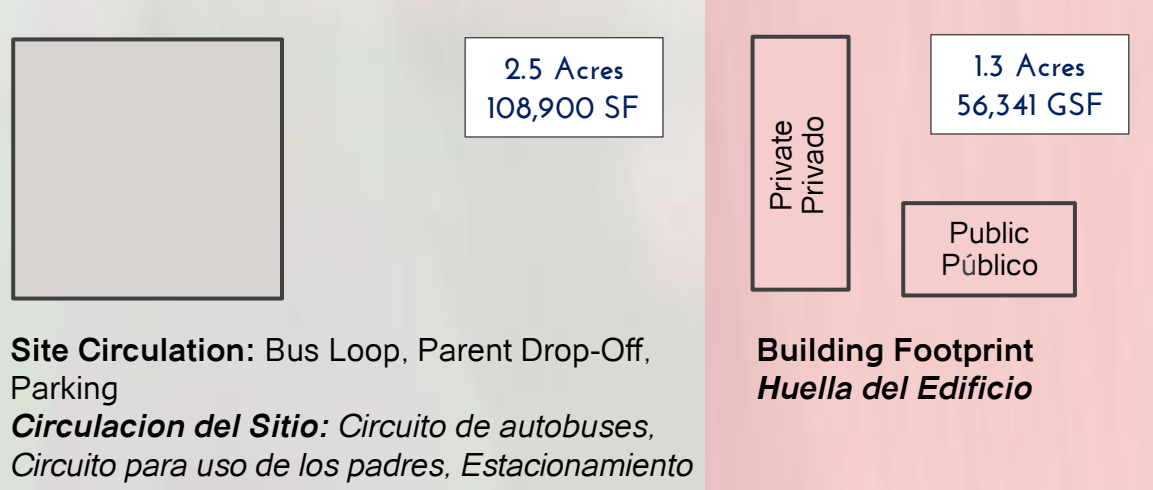 2.5 Acres
108,900 SF
Site Circulation: Bus Loop, Parent Drop-Off,
Parking
Circulacion del Sitio: Circuito de autobuses,
Circuito para uso de los padres, Estacionamiento
Private
Privado
1.3 Acres
56,341 GSF
Public
Público
Building Footprint
Huella del Edificio